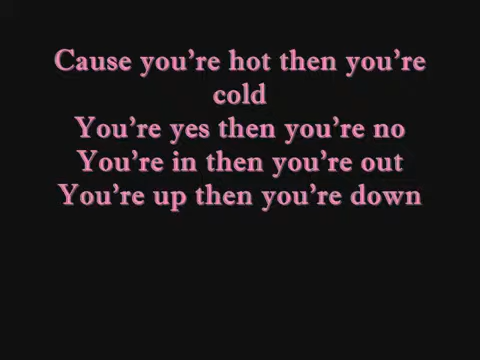 Cause you're hot then you're
cold
You're yes then you're no
You're in then you're out
You're up then you're down